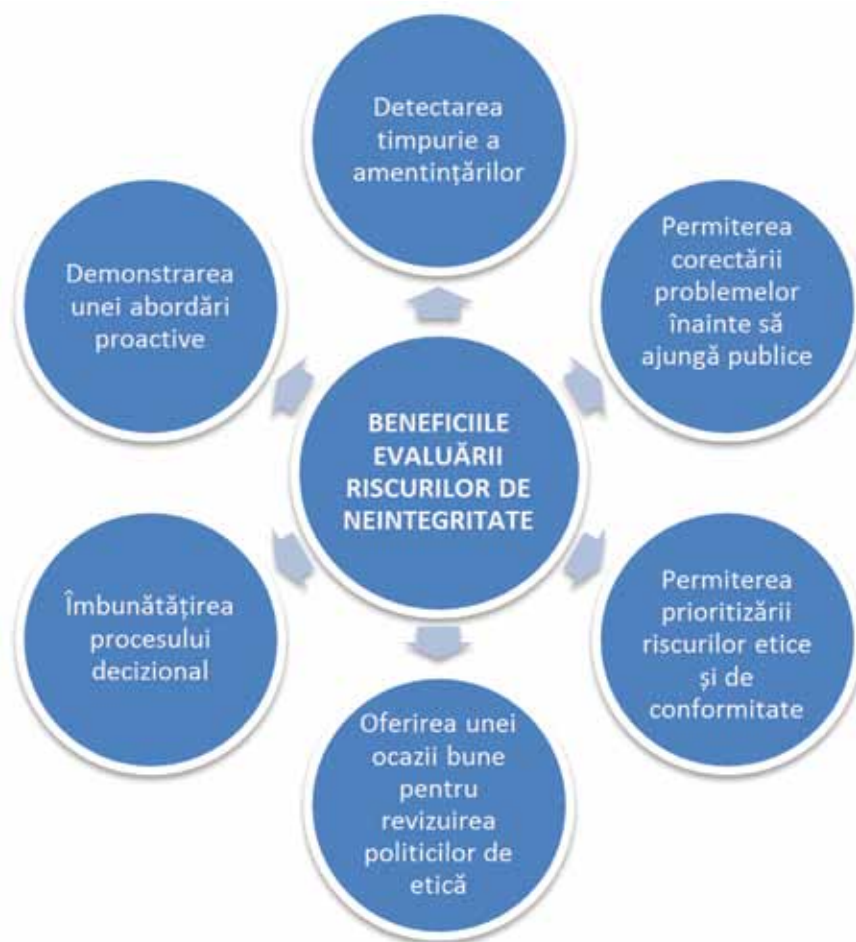 Detectarea
timpurie a
amentințărilor
Permiterea
corectării
problemelor
înainte să
ajungă publice
Permiterea
prioritizării
riscurilor etice
și de
conformitate
Oferirea unei
ocazii bune
pentru
revizuirea
politicilor de
etică
Îmbunătățirea
procesului
decizional
Demonstrarea
unei abordări
proactive
BENEFICIILE
EVALUĂRII
RISCURILOR DE
NEINTEGRITATE